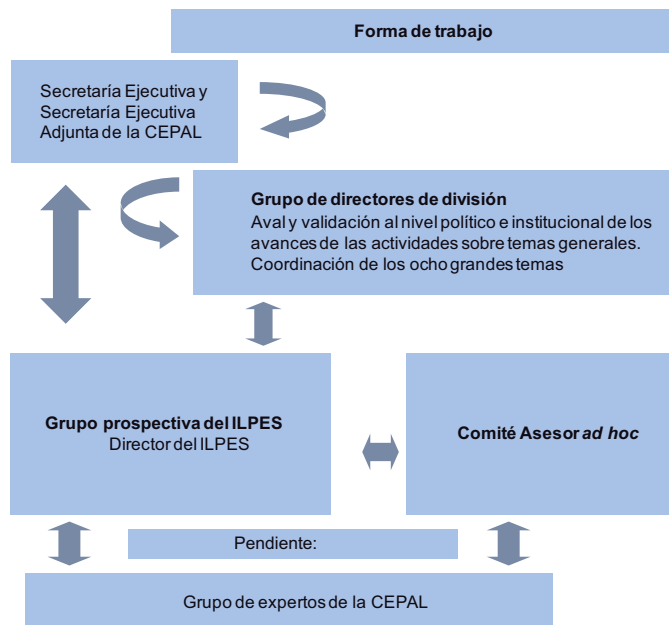 Forma de trabajo
Secretaría Ejecutiva y
Secretaría Ejecutiva
Adjunta de la CEPAL
Grupo de directores de división
Aval y validación al nivel político e institucional de los
avances de las actividades sobre temas generales.
Coordinación de los ocho grandes temas
Grupo prospectiva del ILPES
Director del ILPES
Comité Asesor ad hoc
Pendiente:
Grupo de expertos de la CEPAL